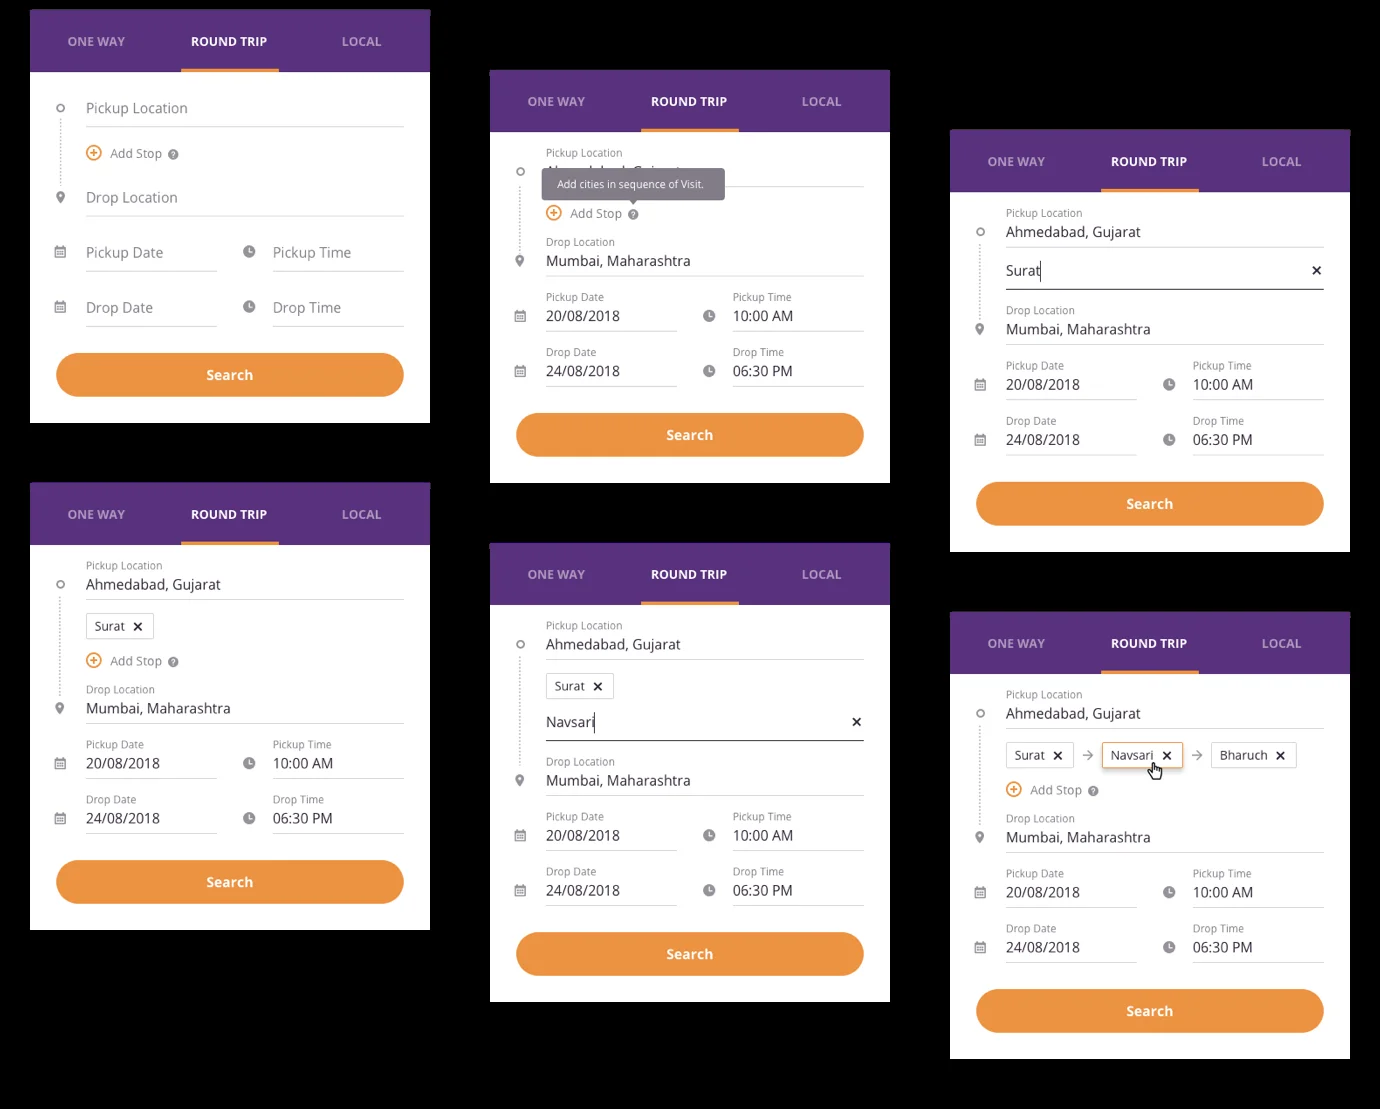 ONE WAY ROUND TRIP LOCAL
Pickup Location
Add Stop ?
Drop Location
Pickup Date Pickup Time
Drop Date Drop Time
Search
ONE WAY ROUND TRIP LOCAL
Pickup Location
Add cities in sequence of Visit.
Add Stop ?
Drop Location
Mumbai, Maharashtra
Pickup Date Pickup Time
20/08/2018 10:00 AM
Drop Date Drop Time
24/08/2018 06:30 PM
Search
ONE WAY ROUND TRIP LOCAL
Pickup Location
Ahmedabad, Gujarat
Surat
Drop Location
Mumbai, Maharashtra
Pickup Date Pickup Time
20/08/2018 10:00 AM
Drop Date Drop Time
24/08/2018 06:30 PM
Search
ONE WAY ROUND TRIP LOCAL
Pickup Location
Ahmedabad, Gujarat
Surat
Add Stop ?
Drop Location
Mumbai, Maharashtra
Pickup Date Pickup Time
20/08/2018 10:00 AM
Drop Date Drop Time
24/08/2018 06:30 PM
Search
ONE WAY ROUND TRIP LOCAL
Pickup Location
Ahmedabad, Gujarat
Surat
Navsari
Drop Location
Mumbai, Maharashtra
Pickup Date Pickup Time
20/08/2018 10:00 AM
Drop Date Drop Time
24/08/2018 06:30 PM
Search
ONE WAY ROUND TRIP LOCAL
Pickup Location
Ahmedabad, Gujarat
Surat → Navsari → Bharuch
Add Stop ?
Drop Location
Mumbai, Maharashtra
Pickup Date Pickup Time
20/08/2018 10:00 AM
Drop Date Drop Time
24/08/2018 06:30 PM
Search